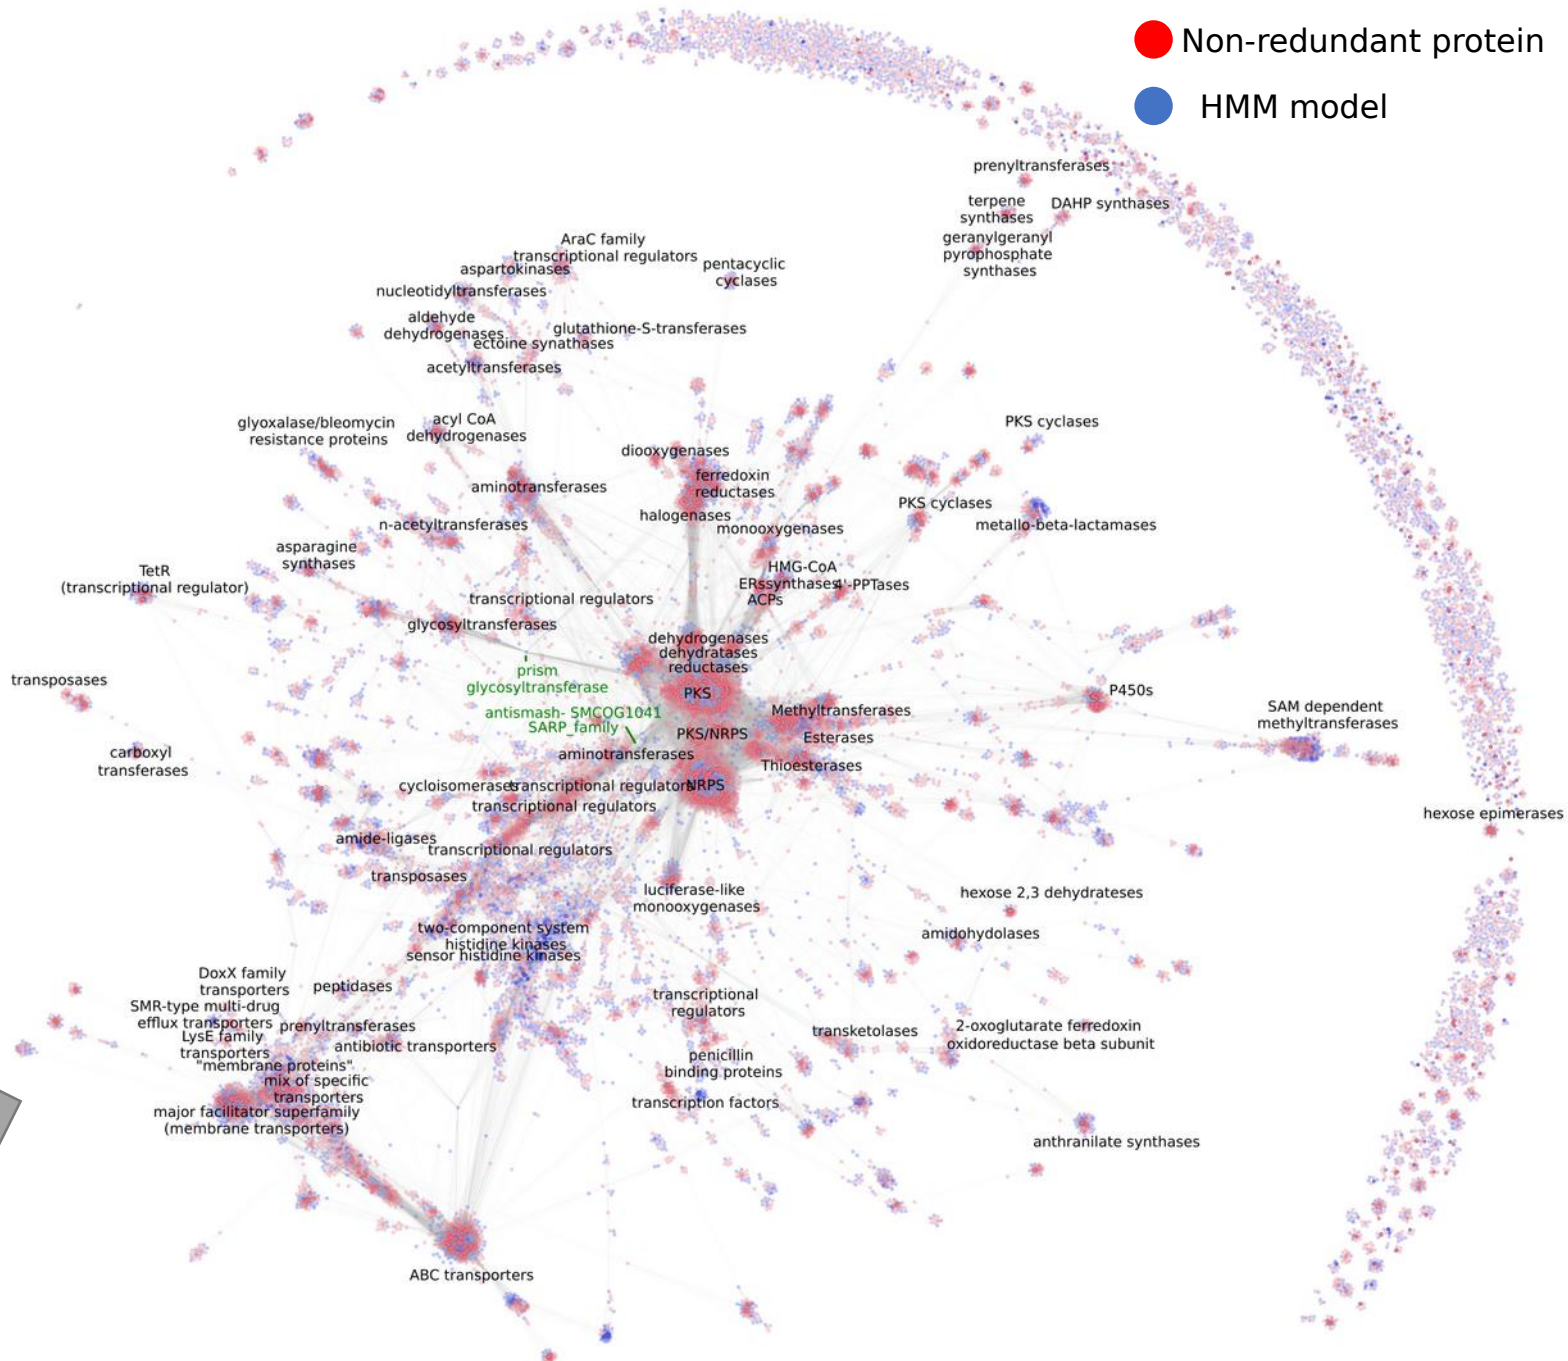 Non-redundant protein
HMM model
prenyltransferases
terpene
synthases
DAHP synthases
geranylgeranyl
pyrophosphate
synthases
AraC family
transcriptional regulators
aspartokinases
pentacyclic
cyclases
nucleotidyltransferases
aldehyde
dehydrogenases
glutathione-S-transferases
ectoine synathases
acetyltransferases
glyoxalase/bleomycin
resistance proteins
acyl CoA
dehydrogenases
PKS cyclases
dioxygenases
ferredoxin
reductases
aminotransferases
halogenases
PKS cyclases
n-acetyltransferases
monooxygenases
metallo-beta-lactamases
asparagine
synthases
TetR
(transcriptional regulator)
HMG-CoA
ERssynthases
4'-PPTases
ACPs
transcriptional regulators
glycosyltransferases
dehydrogenases
dehydratases
reductases
prism
glycosyltransferase
transposases
PKS
P450s
antismash- SMCOG1041
SARP_family
Methyltransferases
SAM dependent
methyltransferases
PKS/NRPS
Esterases
carboxyl
transferases
aminotransferases
Thioesterases
cycloisomerases
transcriptional regulators
NRPS
transcriptional regulators
hexose epimerases
amide-ligases
transcriptional regulators
transposases
luciferase-like
monooxygenases
hexose 2,3 dehydrateses
two-component system
histidine kinases
sensor histidine kinases
amidohydolases
DoxX family
transporters
peptidases
SMR-type multi-drug
efflux transporters
prenyltransferases
LysE family
transporters
antibiotic transporters
transcriptional
regulators
transketolases
2-oxoglutarate ferredoxin
oxidoreductase beta subunit
"membrane proteins"
mix of specific
transporters
penicillin
binding proteins
major facilitator superfamily
(membrane transporters)
transcription factors
anthranilate synthases
ABC transporters